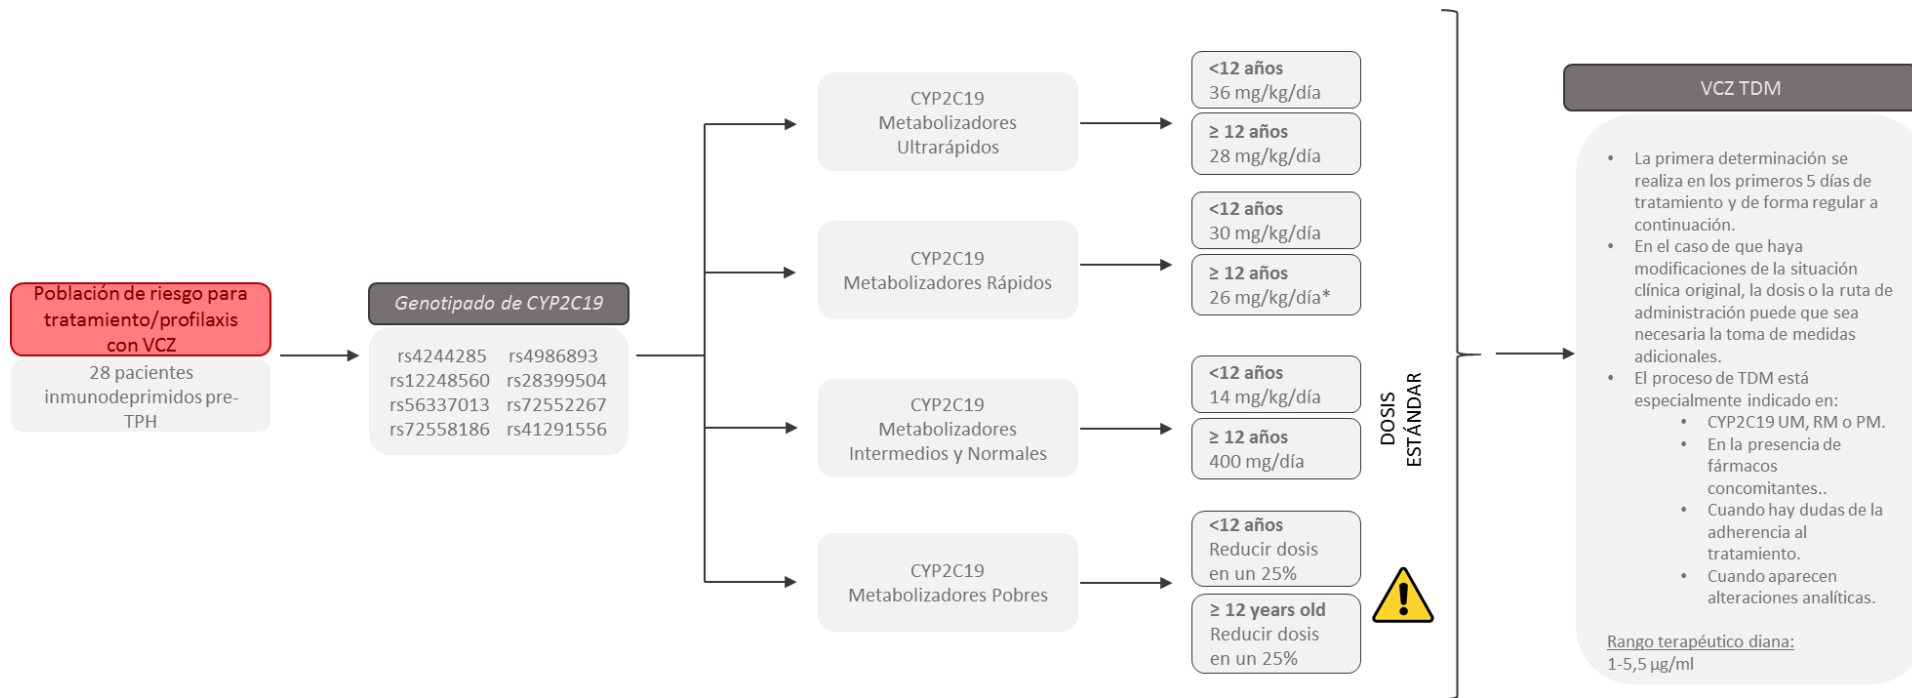 Población de riesgo para
tratamiento/profilaxis
con VCZ
28 pacientes
inmunodeprimidos pre-
TPH
Genotipado de CYP2C19
rs4244285 rs4986893
rs12248560 rs28399504
rs56337013 rs72552267
rs72558186 rs41291556
CYP2C19
Metabolizadores
Ultrarápidos
<12 años
36 mg/kg/día
≥ 12 años
28 mg/kg/día
CYP2C19
Metabolizadores Rápidos
<12 años
30 mg/kg/día
≥ 12 años
26 mg/kg/día*
CYP2C19
Metabolizadores
Intermedios y Normales
<12 años
14 mg/kg/día
≥ 12 años
400 mg/día
DOSIS
ESTÁNDAR
CYP2C19
Metabolizadores Pobres
<12 años
Reducir dosis
en un 25%
≥ 12 years old
Reducir dosis
en un 25%
VCZ TDM
• La primera determinación se
realiza en los primeros 5 días de
tratamiento y de forma regular a
continuación.
• En el caso de que haya
modificaciones de la situación
clínica original, la dosis o la ruta de
administración puede que sea
necesaria la toma de medidas
adicionales.
• El proceso de TDM está
especialmente indicado en:
• CYP2C19 UM, RM o PM.
• En la presencia de
fármacos
concomitantes..
• Cuando hay dudas de la
adherencia al
tratamiento.
• Cuando aparecen
alteraciones analíticas.
Rango terapéutico diana:
1-5,5 µg/ml